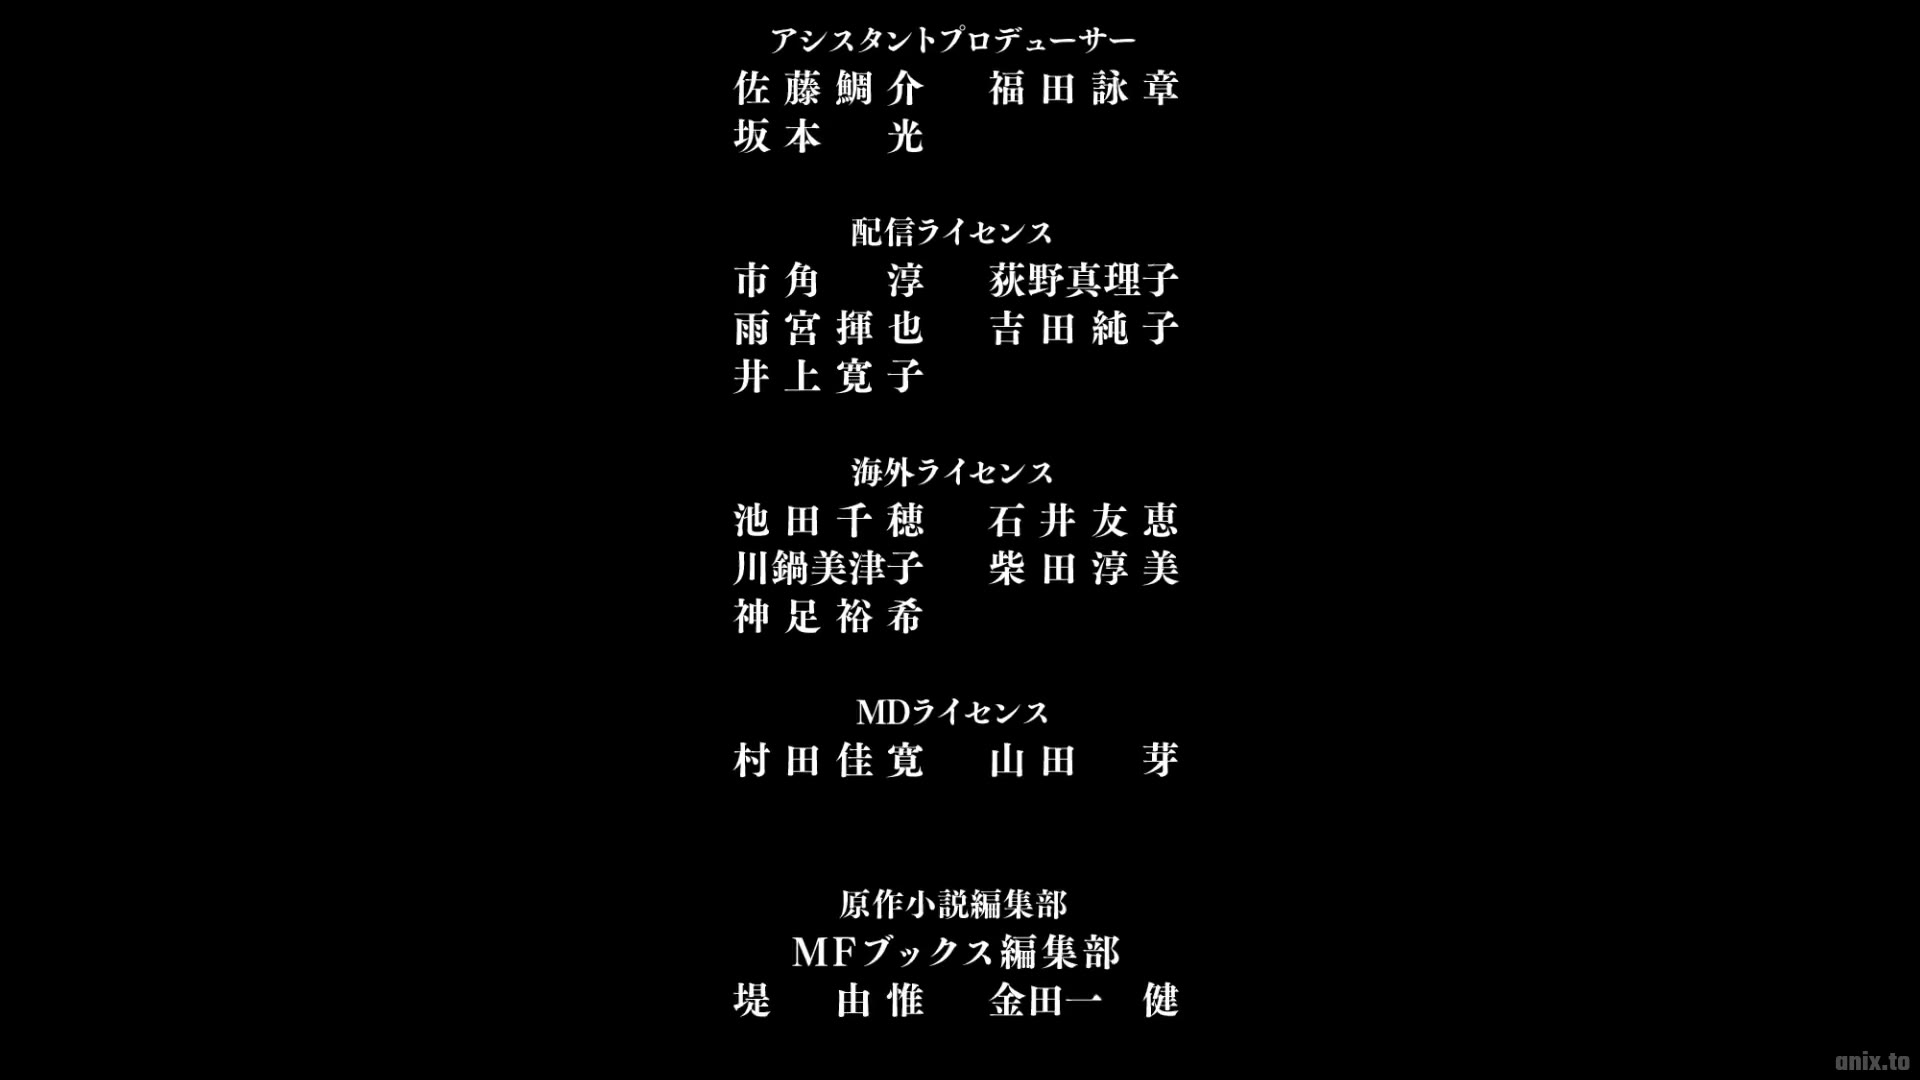 アシスタントプロデューサー
佐藤鯛介 福田詠章
坂本 光
配信ライセンス
市角 淳 荻野真理子
雨宮揮也 吉田純子
井上寛子
海外ライセンス
池田千穂 石井友恵
川鍋美津子 柴田淳美
神足裕希
MDライセンス
村田佳寛 山田 芽
原作小説編集部
MFブックス編集部
堤 由惟 金田一 健
anix.to